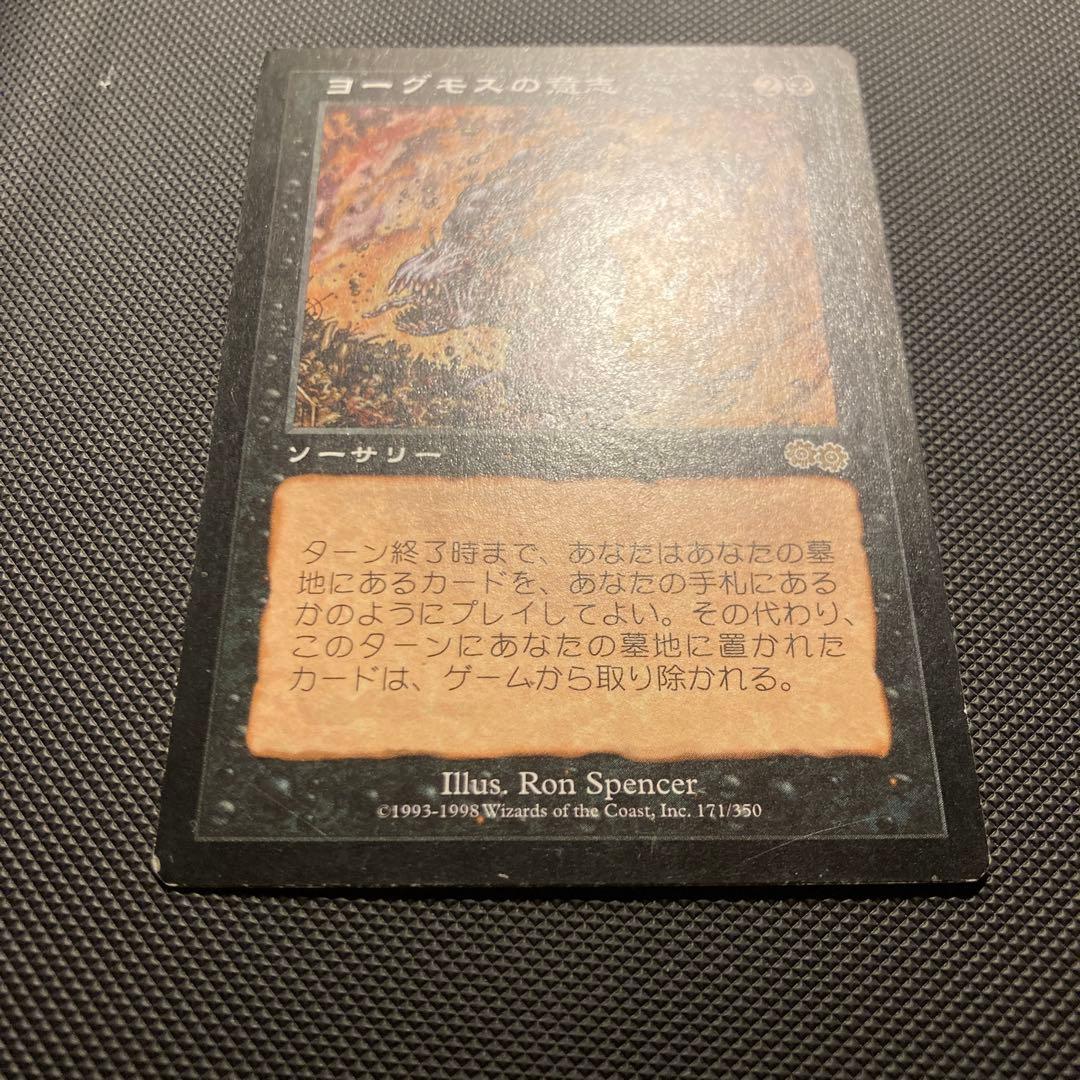 ヨーグモスの意志 2
ソーサリー
ターン終了時まで、あなたはあなたの墓
地にあるカードを、あなたの手札にある
かのようにプレイしてよい。その代わり、
このターンにあなたの墓地に置かれた
カードは、ゲームから取り除かれる。
Illus. Ron Spencer
©1993-1998 Wizards of the Coast, Inc. 171/350